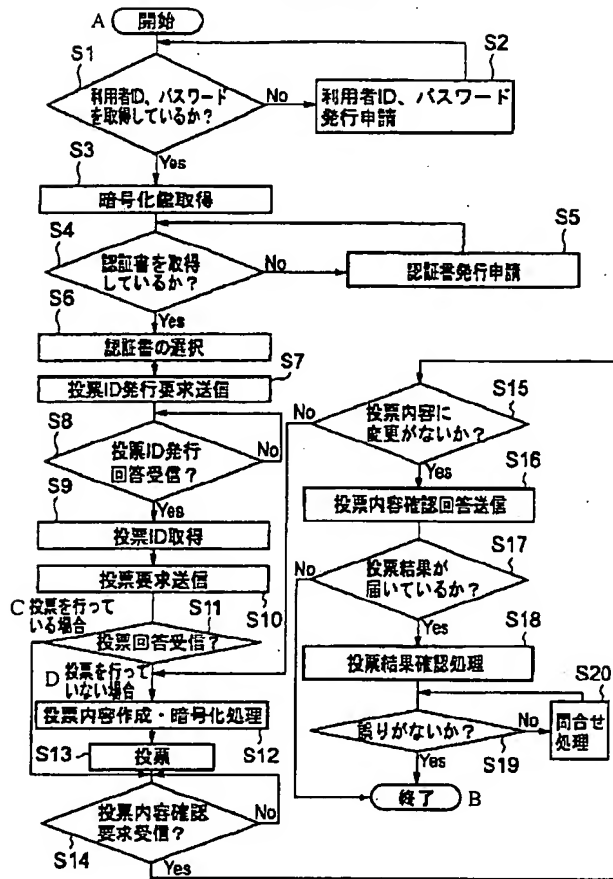 A 開始
S1
S2
利用者ID、パスワード
を取得しているか?
No
利用者ID、パスワード
発行申請
Yes
S3
暗号化鑑取得
S4
S5
認証書を取得
しているか?
No
認証書発行申請
Yes
S6
認証書の選択
S7
投票ID発行要求送信
S8
投票ID発行
回答受信?
No
Yes
S9
投票ID取得
投票要求送信
S10
C 投票を行って
いる場合
S11
投票回答受信?
D 投票を行って
いない場合
投票内容作成・暗号化処理
S12
S13
投票
投票内容確認
要求受信?
No
S14
Yes
S15
No
投票内容に
変更がないか?
Yes
S16
投票内容確認回答送信
S17
No
投票結果が
届いているか?
Yes
S18
投票結果確認処理
S20
誤りがないか?
No
問合せ
処理
S19
Yes
終了 B